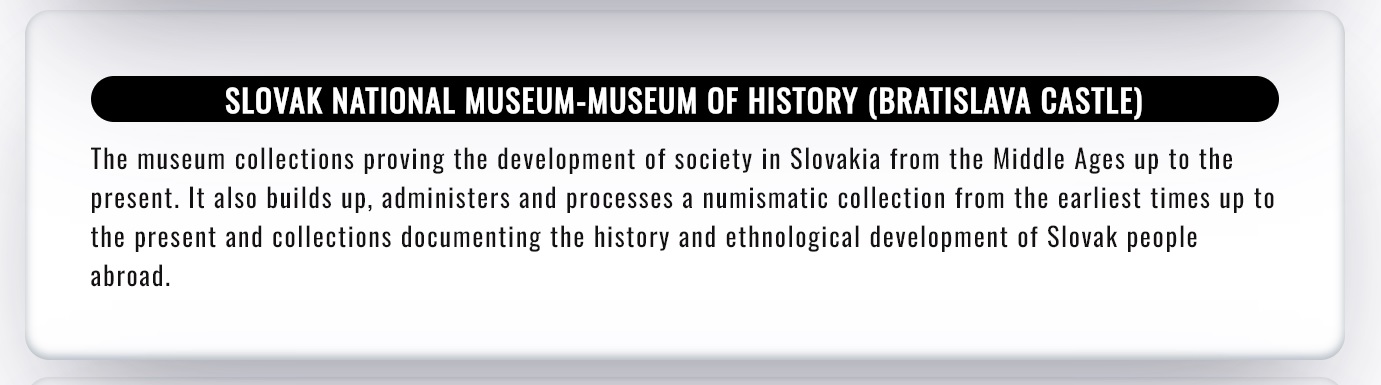 SLOVAK NATIONAL MUSEUM-MUSEUM OF HISTORY (BRATISLAVA CASTLE)
The museum collections proving the development of society in Slovakia from the Middle Ages up to the
present. It also builds up, administers and processes a numismatic collection from the earliest times up to
the present and collections documenting the history and ethnological development of Slovak people
abroad.